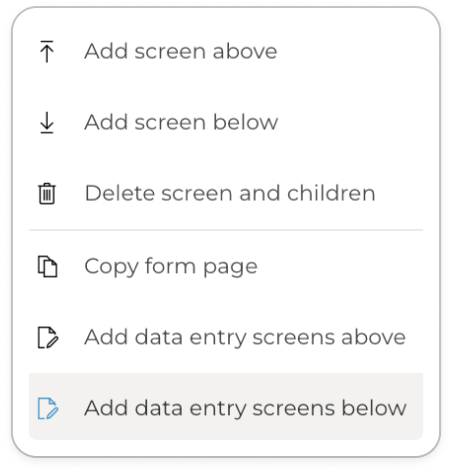 Add screen above
Add screen below
Delete screen and children
Copy form page
Add data entry screens above
Add data entry screens below